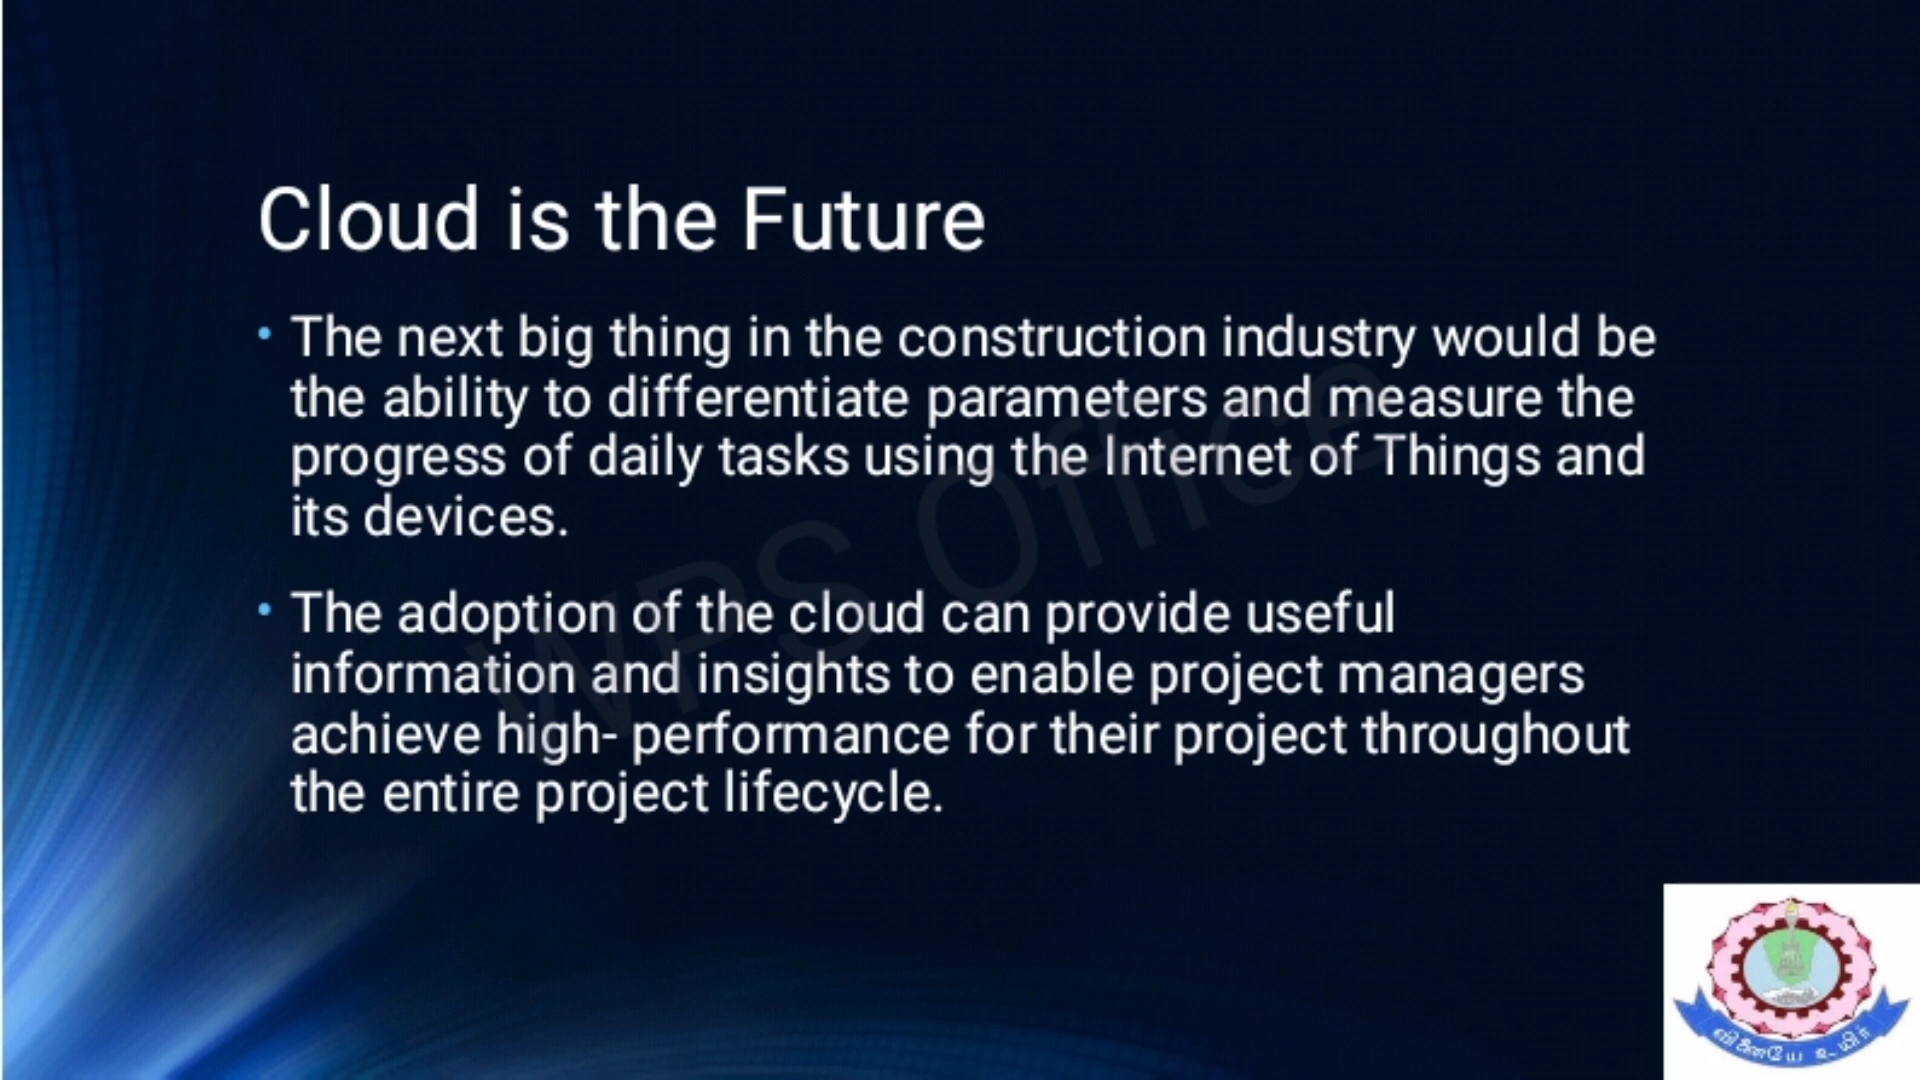 Cloud is the Future
• The next big thing in the construction industry would be
the ability to differentiate parameters and measure the
progress of daily tasks using the Internet of Things and
its devices.
• The adoption of the cloud can provide useful
information and insights to enable project managers
achieve high- performance for their project throughout
the entire project lifecycle.
WPS Office
வினையே உயிர்